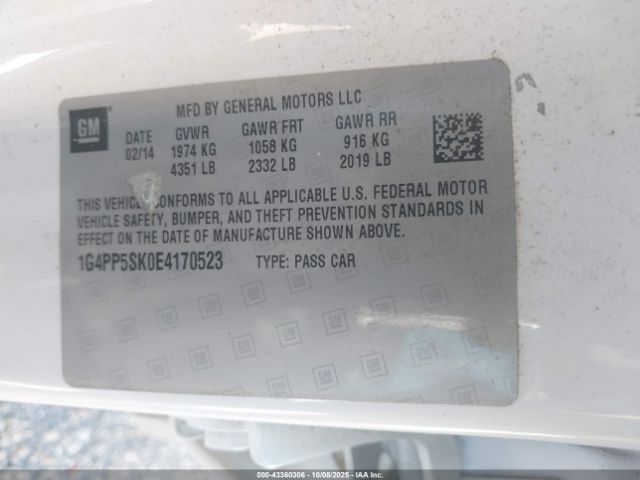 GM
MFD BY GENERAL MOTORS LLC
DATE GVWR GAWR FRT GAWR RR
02/14 1974 KG 1058 KG 916 KG
4351 LB 2332 LB 2019 LB
THIS VEHICLE CONFORMS TO ALL APPLICABLE U.S. FEDERAL MOTOR
VEHICLE SAFETY, BUMPER, AND THEFT PREVENTION STANDARDS IN
EFFECT ON THE DATE OF MANUFACTURE SHOWN ABOVE.
1G4PP5SK0E4170523 TYPE: PASS CAR
000-43360306 - 10/08/2025 - IAA, Inc.